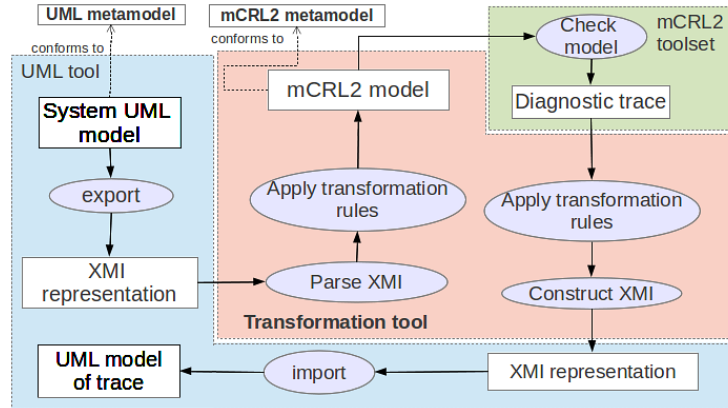 UML metamodel
mCRL2 metamodel
conforms to
conforms to
UML tool
Check
model
mCRL2
toolset
System UML
model
mCRL2 model
Diagnostic trace
export
Apply transformation
rules
Apply transformation
rules
XMI
representation
Parse XMI
Construct XMI
Transformation tool
UML model
of trace
import
XMI representation